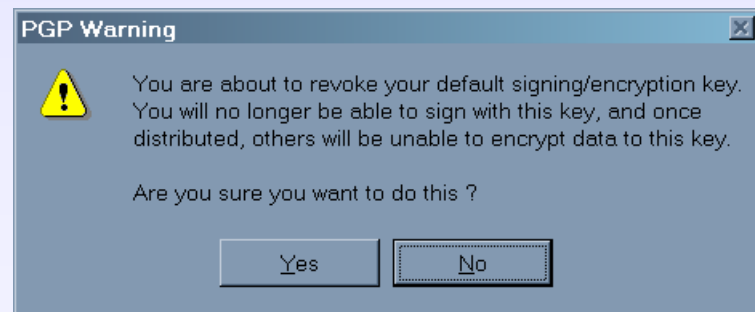 PGP Warning
You are about to revoke your default signing/encryption key.
You will no longer be able to sign with this key, and once
distributed, others will be unable to encrypt data to this key.
Are you sure you want to do this ?
Yes
No